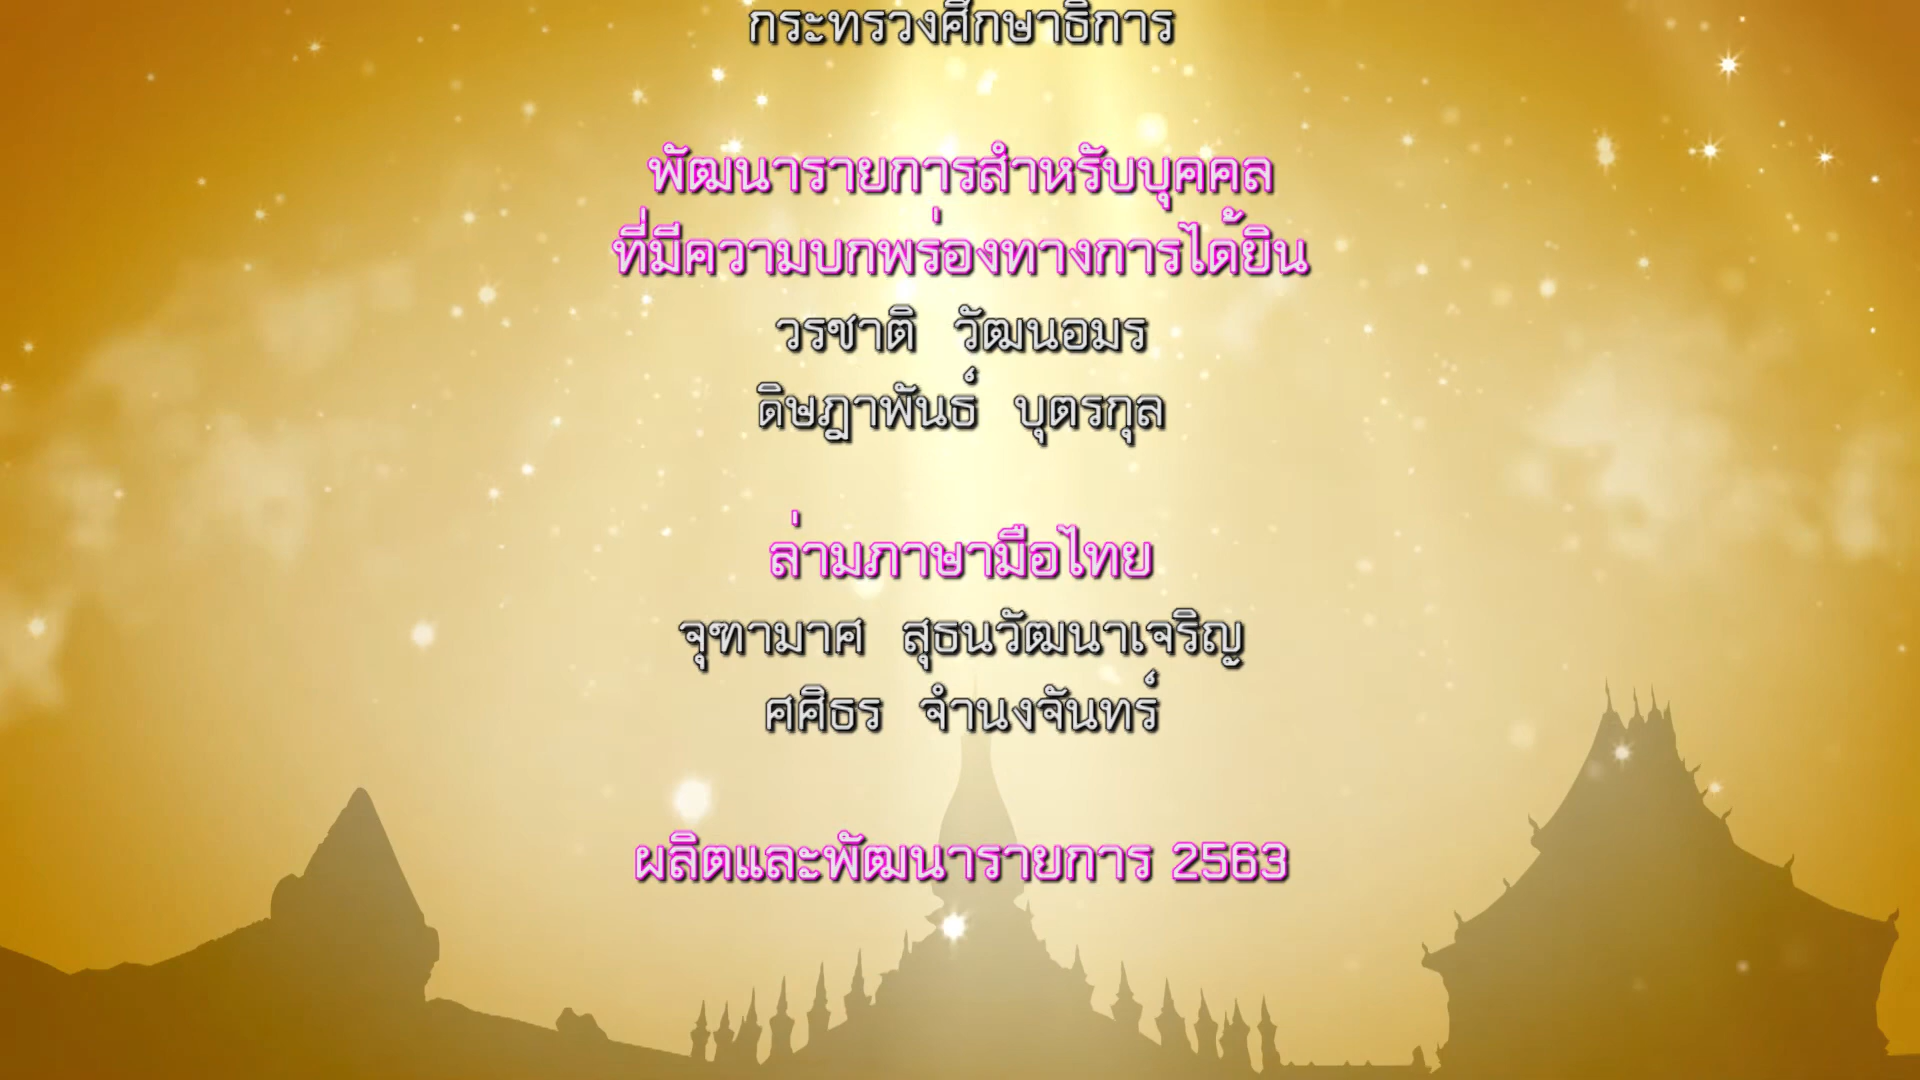 กระทรวงศึกษาธิการ
พัฒนารายการสำหรับบุคคล
ที่มีความบกพร่องทางการได้ยิน
วรชาติ วัฒนอมร
ดิษฎาพันธ์ บุตรกุล
ล่ามภาษามือไทย
จุฑามาศ สุธนวัฒนาเจริญ
ศศิธร จำนงจันทร์
ผลิตและพัฒนารายการ 2563